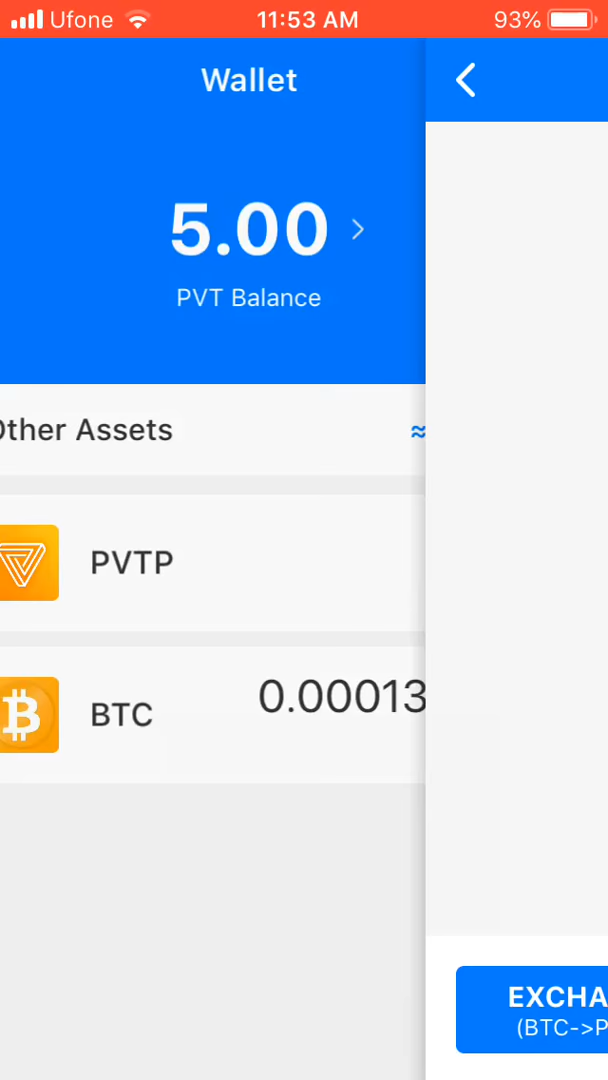 Ufone 11:53 AM 93%
Wallet
5.00
PVT Balance
Other Assets ≈
PVTP
0.00013
BTC
EXCHA
(BTC->P